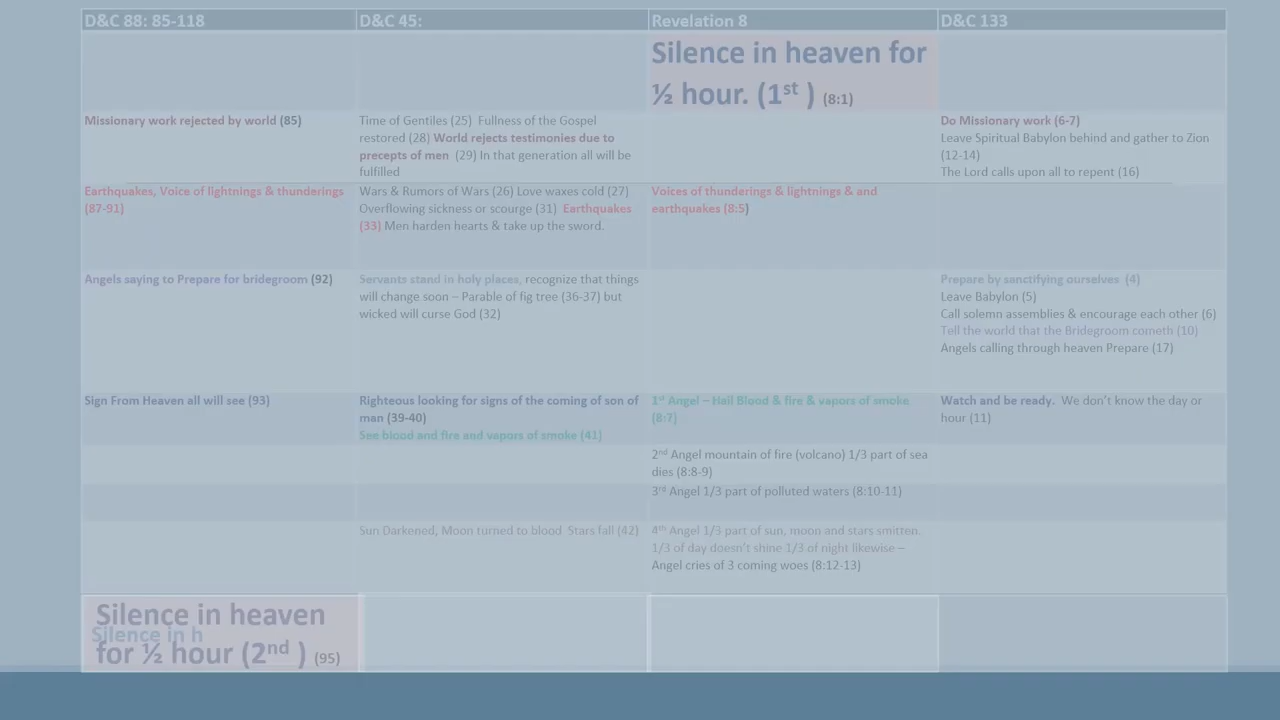 D&C 88: 85-118
D&C 45:
Revelation 8
D&C 133
Silence in heaven for
½ hour. (1st ) (8:1)
Missionary work rejected by world (85)
Time of Gentiles (25) Fullness of the Gospel
restored (28) World rejects testimonies due to
precepts of men (29) In that generation all will be
fulfilled
Do Missionary work (6-7)
Leave Spiritual Babylon behind and gather to Zion
(12-14)
The Lord calls upon all to repent (16)
Earthquakes, Voice of lightnings & thunderings
(87-91)
Wars & Rumors of Wars (26) Love waxes cold (27)
Overflowing sickness or scourge (31) Earthquakes
(33) Men harden hearts & take up the sword.
Voices of thunderings & lightnings & and
earthquakes (8:5)
Angels saying to Prepare for bridegroom (92)
Servants stand in holy places, recognize that things
will change soon – Parable of fig tree (36-37) but
wicked will curse God (32)
Prepare by sanctifying ourselves (4)
Leave Babylon (5)
Call solemn assemblies & encourage each other (6)
Tell the world that the Bridegroom cometh (10)
Angels calling through heaven Prepare (17)
Sign From Heaven all will see (93)
Righteous looking for signs of the coming of son of
man (39-40)
See blood and fire and vapors of smoke (41)
1st Angel – Hail Blood & fire & vapors of smoke
(8:7)
Watch and be ready. We don't know the day or
hour (11)
2nd Angel mountain of fire (volcano) 1/3 part of sea
dies (8:8-9)
3rd Angel 1/3 part of polluted waters (8:10-11)
Sun Darkened, Moon turned to blood Stars fall (42)
4th Angel 1/3 part of sun, moon and stars smitten.
1/3 of day doesn't shine 1/3 of night likewise –
Angel cries of 3 coming woes (8:12-13)
Silence in heaven
Silence in h
for ½ hour (2nd ) (95)